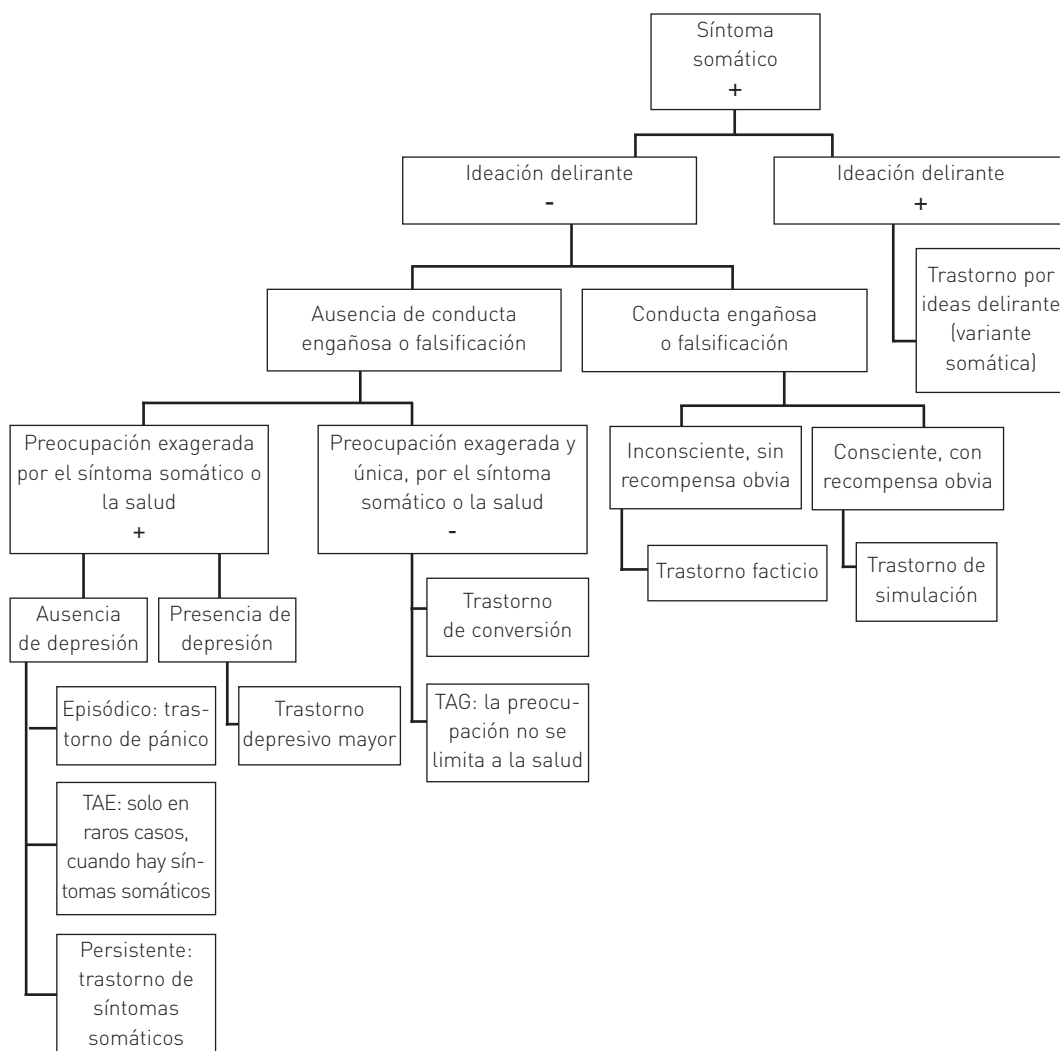 Síntoma
somático
+
Ideación delirante
-
Ideación delirante
+
Trastorno por
ideas delirante
(variante
somática)
Ausencia de conducta
engañosa o falsificación
Conducta engañosa
o falsificación
Preocupación exagerada
por el síntoma somático o
la salud
+
Preocupación exagerada y
única, por el síntoma
somático o la salud
-
Inconsciente, sin
recompensa obvia
Consciente, con
recompensa obvia
Trastorno facticio
Trastorno de
simulación
Ausencia
de depresión
Presencia de
depresión
Trastorno
de conversión
Episódico: tras-
torno de pánico
Trastorno
depresivo mayor
TAG: la preocu-
pación no se
limita a la salud
TAE: solo en
raros casos,
cuando hay sín-
tomas somáticos
Persistente:
trastorno de
síntomas
somáticos